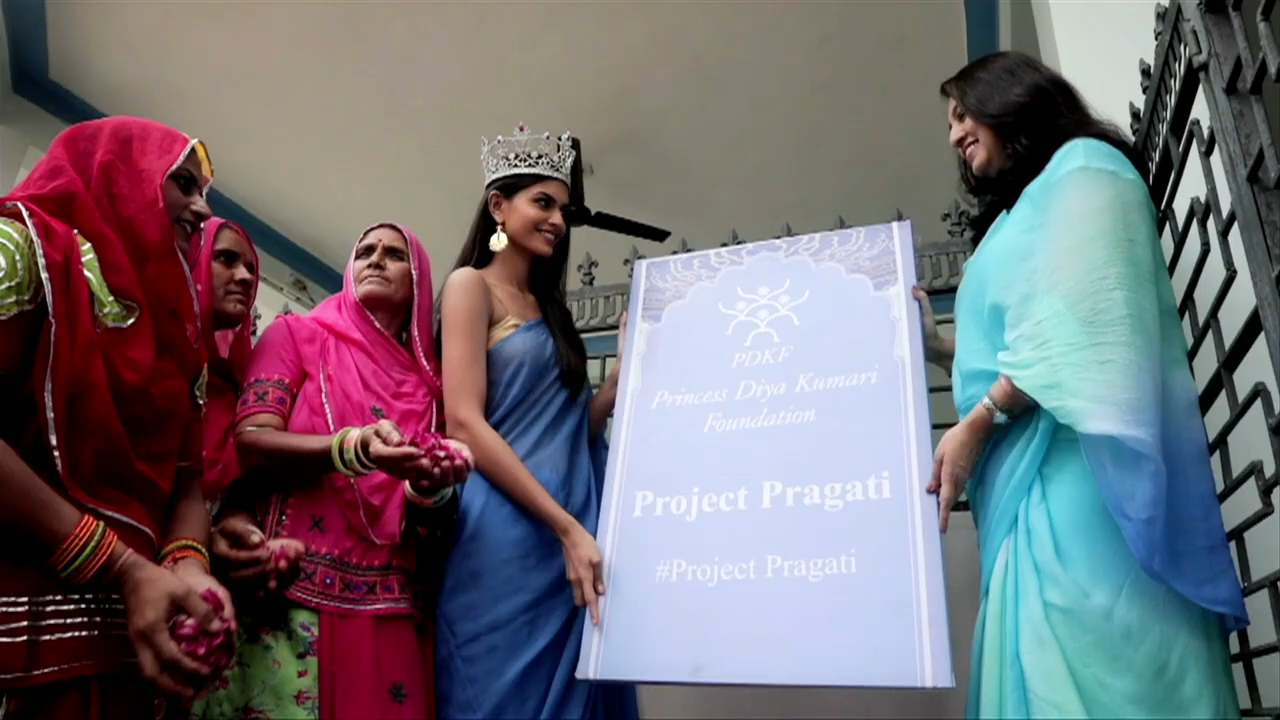 PDKF
Princess Diya Kumari
Foundation
Project Pragati
#Project Pragati